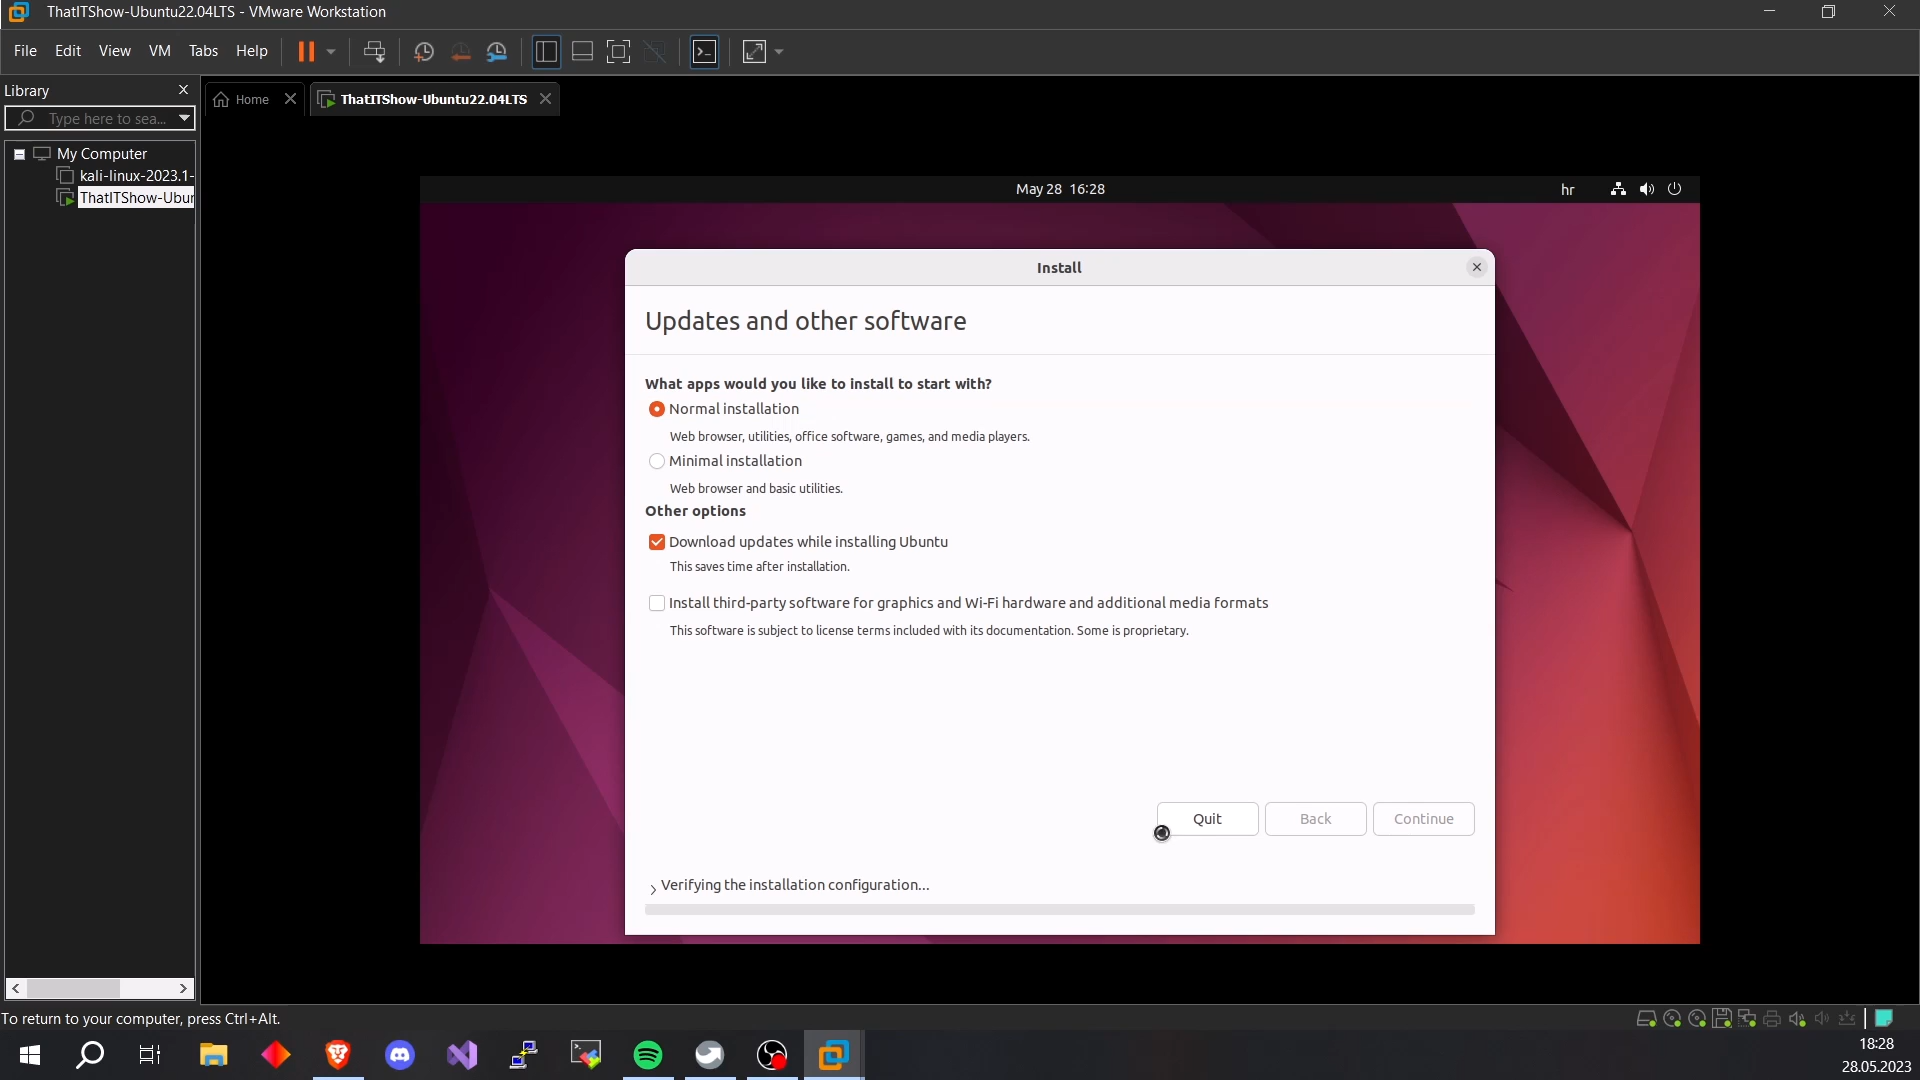 ThatITShow-Ubuntu22.04LTS - VMware Workstation
File Edit View VM Tabs Help
Library
Home
ThatITShow-Ubuntu22.04LTS
Type here to sea...
My Computer
kali-linux-2023.1-
ThatITShow-Ubun
May 28 16:28
hr
Install
Updates and other software
What apps would you like to install to start with?
Normal installation
Web browser, utilities, office software, games, and media players.
Minimal installation
Web browser and basic utilities.
Other options
Download updates while installing Ubuntu
This saves time after installation.
Install third-party software for graphics and Wi-Fi hardware and additional media formats
This software is subject to license terms included with its documentation. Some is proprietary.
Quit
Back
Continue
Verifying the installation configuration...
To return to your computer, press Ctrl+Alt.
18:28
28.05.2023